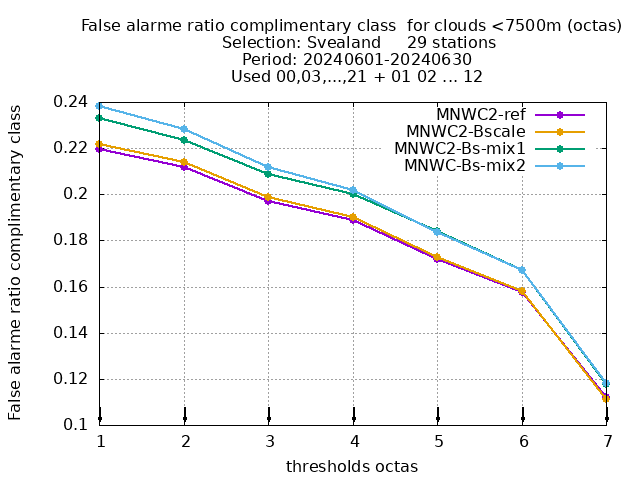 False alarme ratio complimentary class  for clouds <7500m (octas)
Selection: Svealand     29 stations
Period: 20240601-20240630
Used 00,03,...,21 + 01 02 ... 12
MNWC2-ref
MNWC2-Bscale
MNWC2-Bs-mix1
MNWC-Bs-mix2
False alarme ratio complimentary class
0.24
0.22
0.2
0.18
0.16
0.14
0.12
0.1
1 2 3 4 5 6 7
thresholds octas